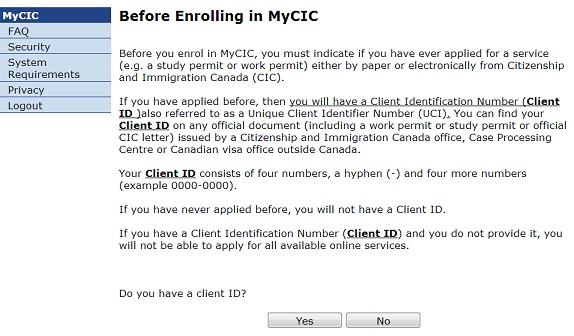 MyCIC
FAQ
Security
System
Requirements
Privacy
Logout
Before Enrolling in MyCIC
Before you enrol in MyCIC, you must indicate if you have ever applied for a service
(e.g. a study permit or work permit) either by paper or electronically from Citizenship
and Immigration Canada (CIC).
If you have applied before, then you will have a Client Identification Number (Client
ID )also referred to as a Unique Client Identifier Number (UCI). You can find your
Client ID on any official document (including a work permit or study permit or official
CIC letter) issued by a Citizenship and Immigration Canada office, Case Processing
Centre or Canadian visa office outside Canada.
Your Client ID consists of four numbers, a hyphen (-) and four more numbers
(example 0000-0000).
If you have never applied before, you will not have a Client ID.
If you have a Client Identification Number (Client ID) and you do not provide it, you
will not be able to apply for all available online services.
Do you have a client ID?
Yes No